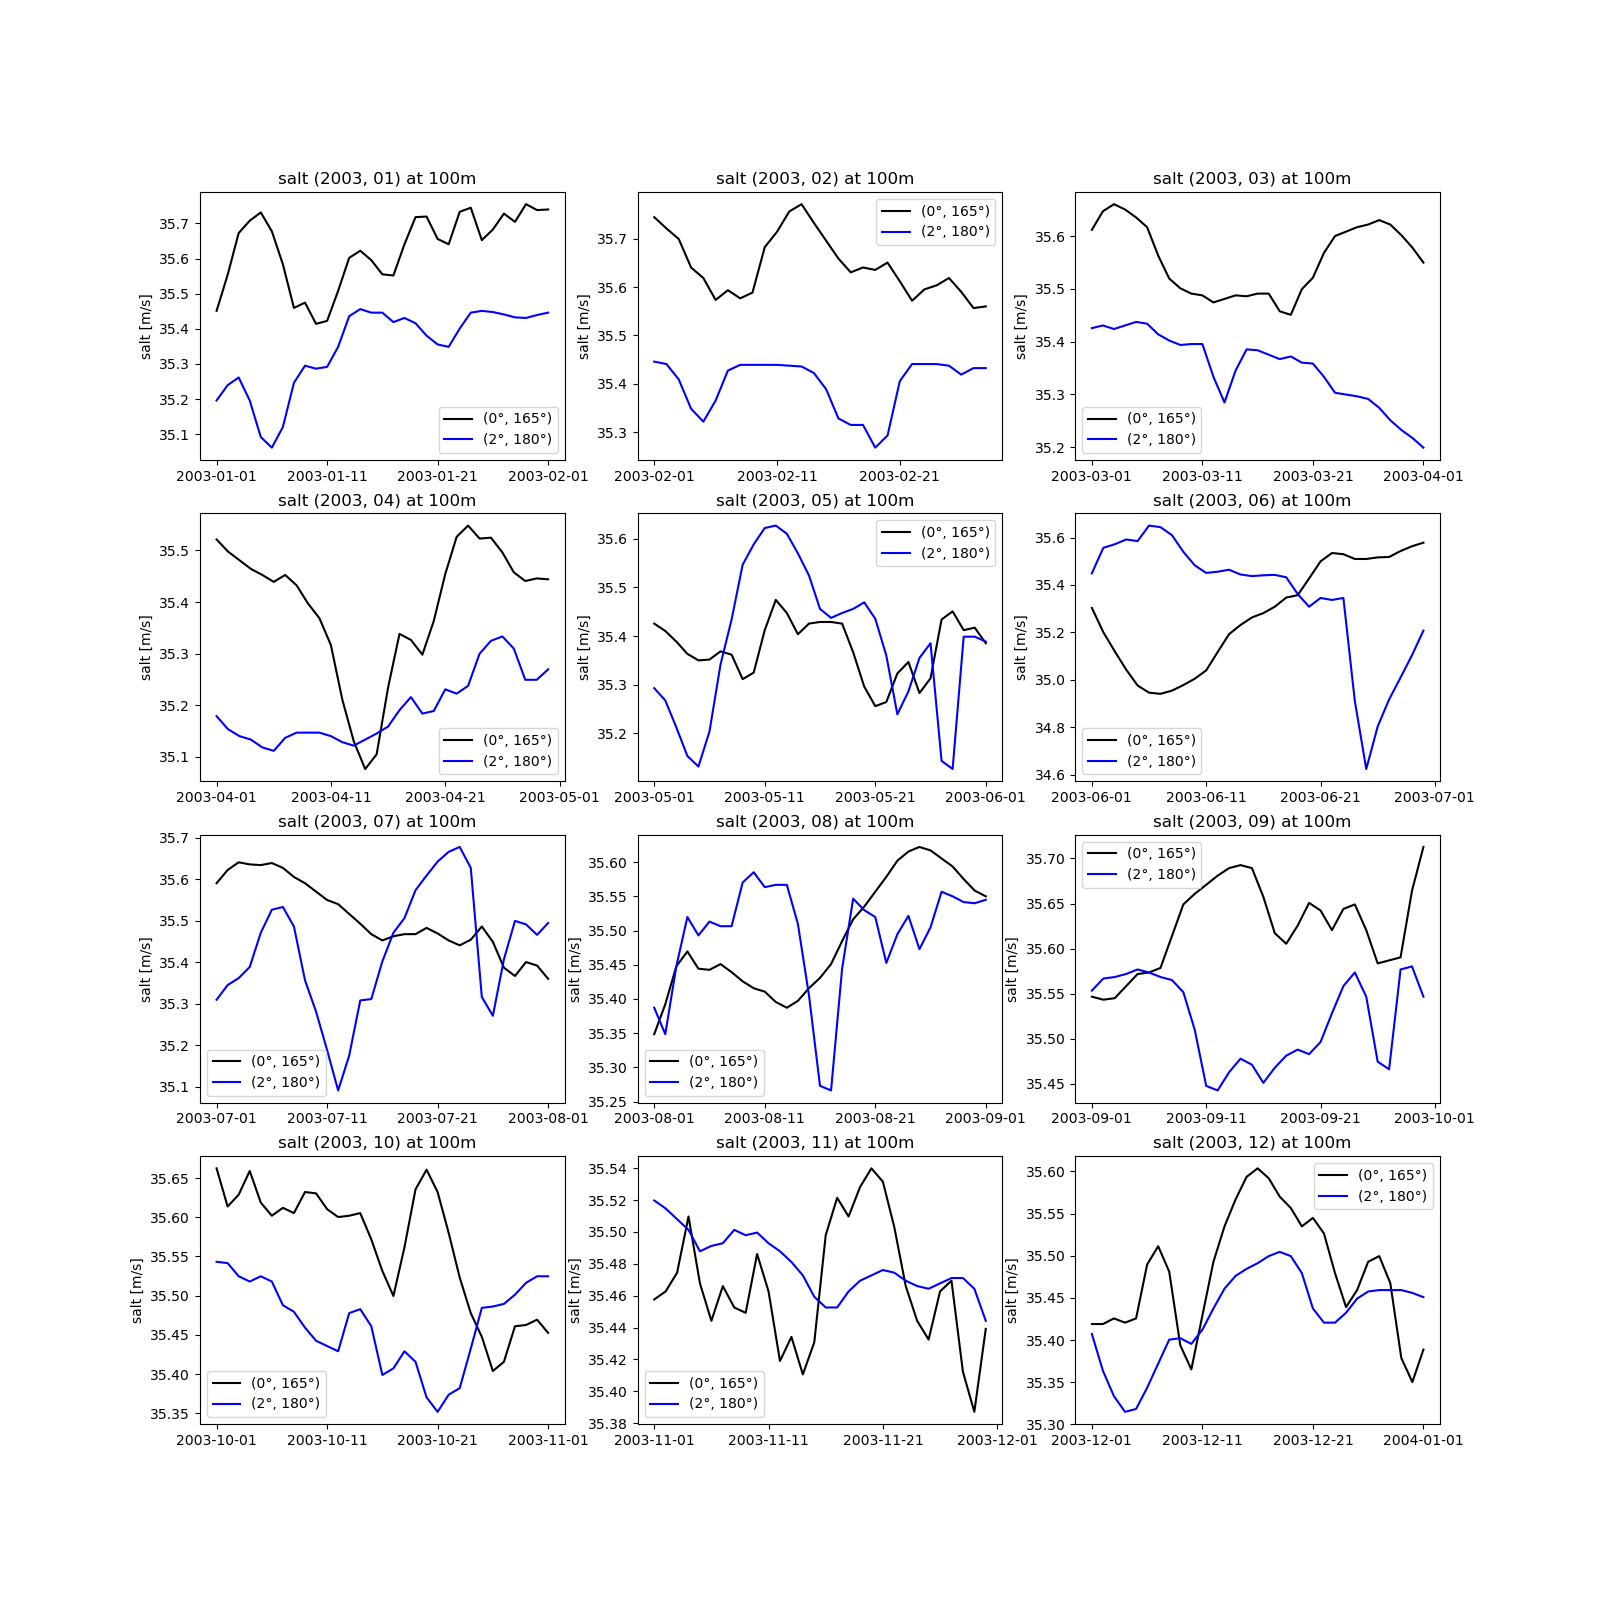 salt (2003, 01) at 100m
salt [m/s]
35.7
35.6
35.5
35.4
35.3
35.2
35.1
(0°, 165°)
(2°, 180°)
2003-01-01 2003-01-11 2003-01-21 2003-02-01
salt (2003, 02) at 100m
salt [m/s]
35.7
35.6
35.5
35.4
35.3
(0°, 165°)
(2°, 180°)
2003-02-01 2003-02-11 2003-02-21
salt (2003, 03) at 100m
salt [m/s]
35.6
35.5
35.4
35.3
35.2
(0°, 165°)
(2°, 180°)
2003-03-01 2003-03-11 2003-03-21 2003-04-01
salt (2003, 04) at 100m
salt [m/s]
35.5
35.4
35.3
35.2
35.1
(0°, 165°)
(2°, 180°)
2003-04-01 2003-04-11 2003-04-21 2003-05-01
salt (2003, 05) at 100m
salt [m/s]
35.6
35.5
35.4
35.3
35.2
(0°, 165°)
(2°, 180°)
2003-05-01 2003-05-11 2003-05-21 2003-06-01
salt (2003, 06) at 100m
salt [m/s]
35.6
35.4
35.2
35.0
34.8
34.6
(0°, 165°)
(2°, 180°)
2003-06-01 2003-06-11 2003-06-21 2003-07-01
salt (2003, 07) at 100m
salt [m/s]
35.7
35.6
35.5
35.4
35.3
35.2
35.1
(0°, 165°)
(2°, 180°)
2003-07-01 2003-07-11 2003-07-21 2003-08-01
salt (2003, 08) at 100m
salt [m/s]
35.60
35.55
35.50
35.45
35.40
35.35
35.30
35.25
(0°, 165°)
(2°, 180°)
2003-08-01 2003-08-11 2003-08-21 2003-09-01
salt (2003, 09) at 100m
salt [m/s]
35.70
35.65
35.60
35.55
35.50
35.45
(0°, 165°)
(2°, 180°)
2003-09-01 2003-09-11 2003-09-21 2003-10-01
salt (2003, 10) at 100m
salt [m/s]
35.65
35.60
35.55
35.50
35.45
35.40
35.35
(0°, 165°)
(2°, 180°)
2003-10-01 2003-10-11 2003-10-21 2003-11-01
salt (2003, 11) at 100m
salt [m/s]
35.54
35.52
35.50
35.48
35.46
35.44
35.42
35.40
35.38
(0°, 165°)
(2°, 180°)
2003-11-01 2003-11-11 2003-11-21 2003-12-01
salt (2003, 12) at 100m
salt [m/s]
35.60
35.55
35.50
35.45
35.40
35.35
35.30
(0°, 165°)
(2°, 180°)
2003-12-01 2003-12-11 2003-12-21 2004-01-01